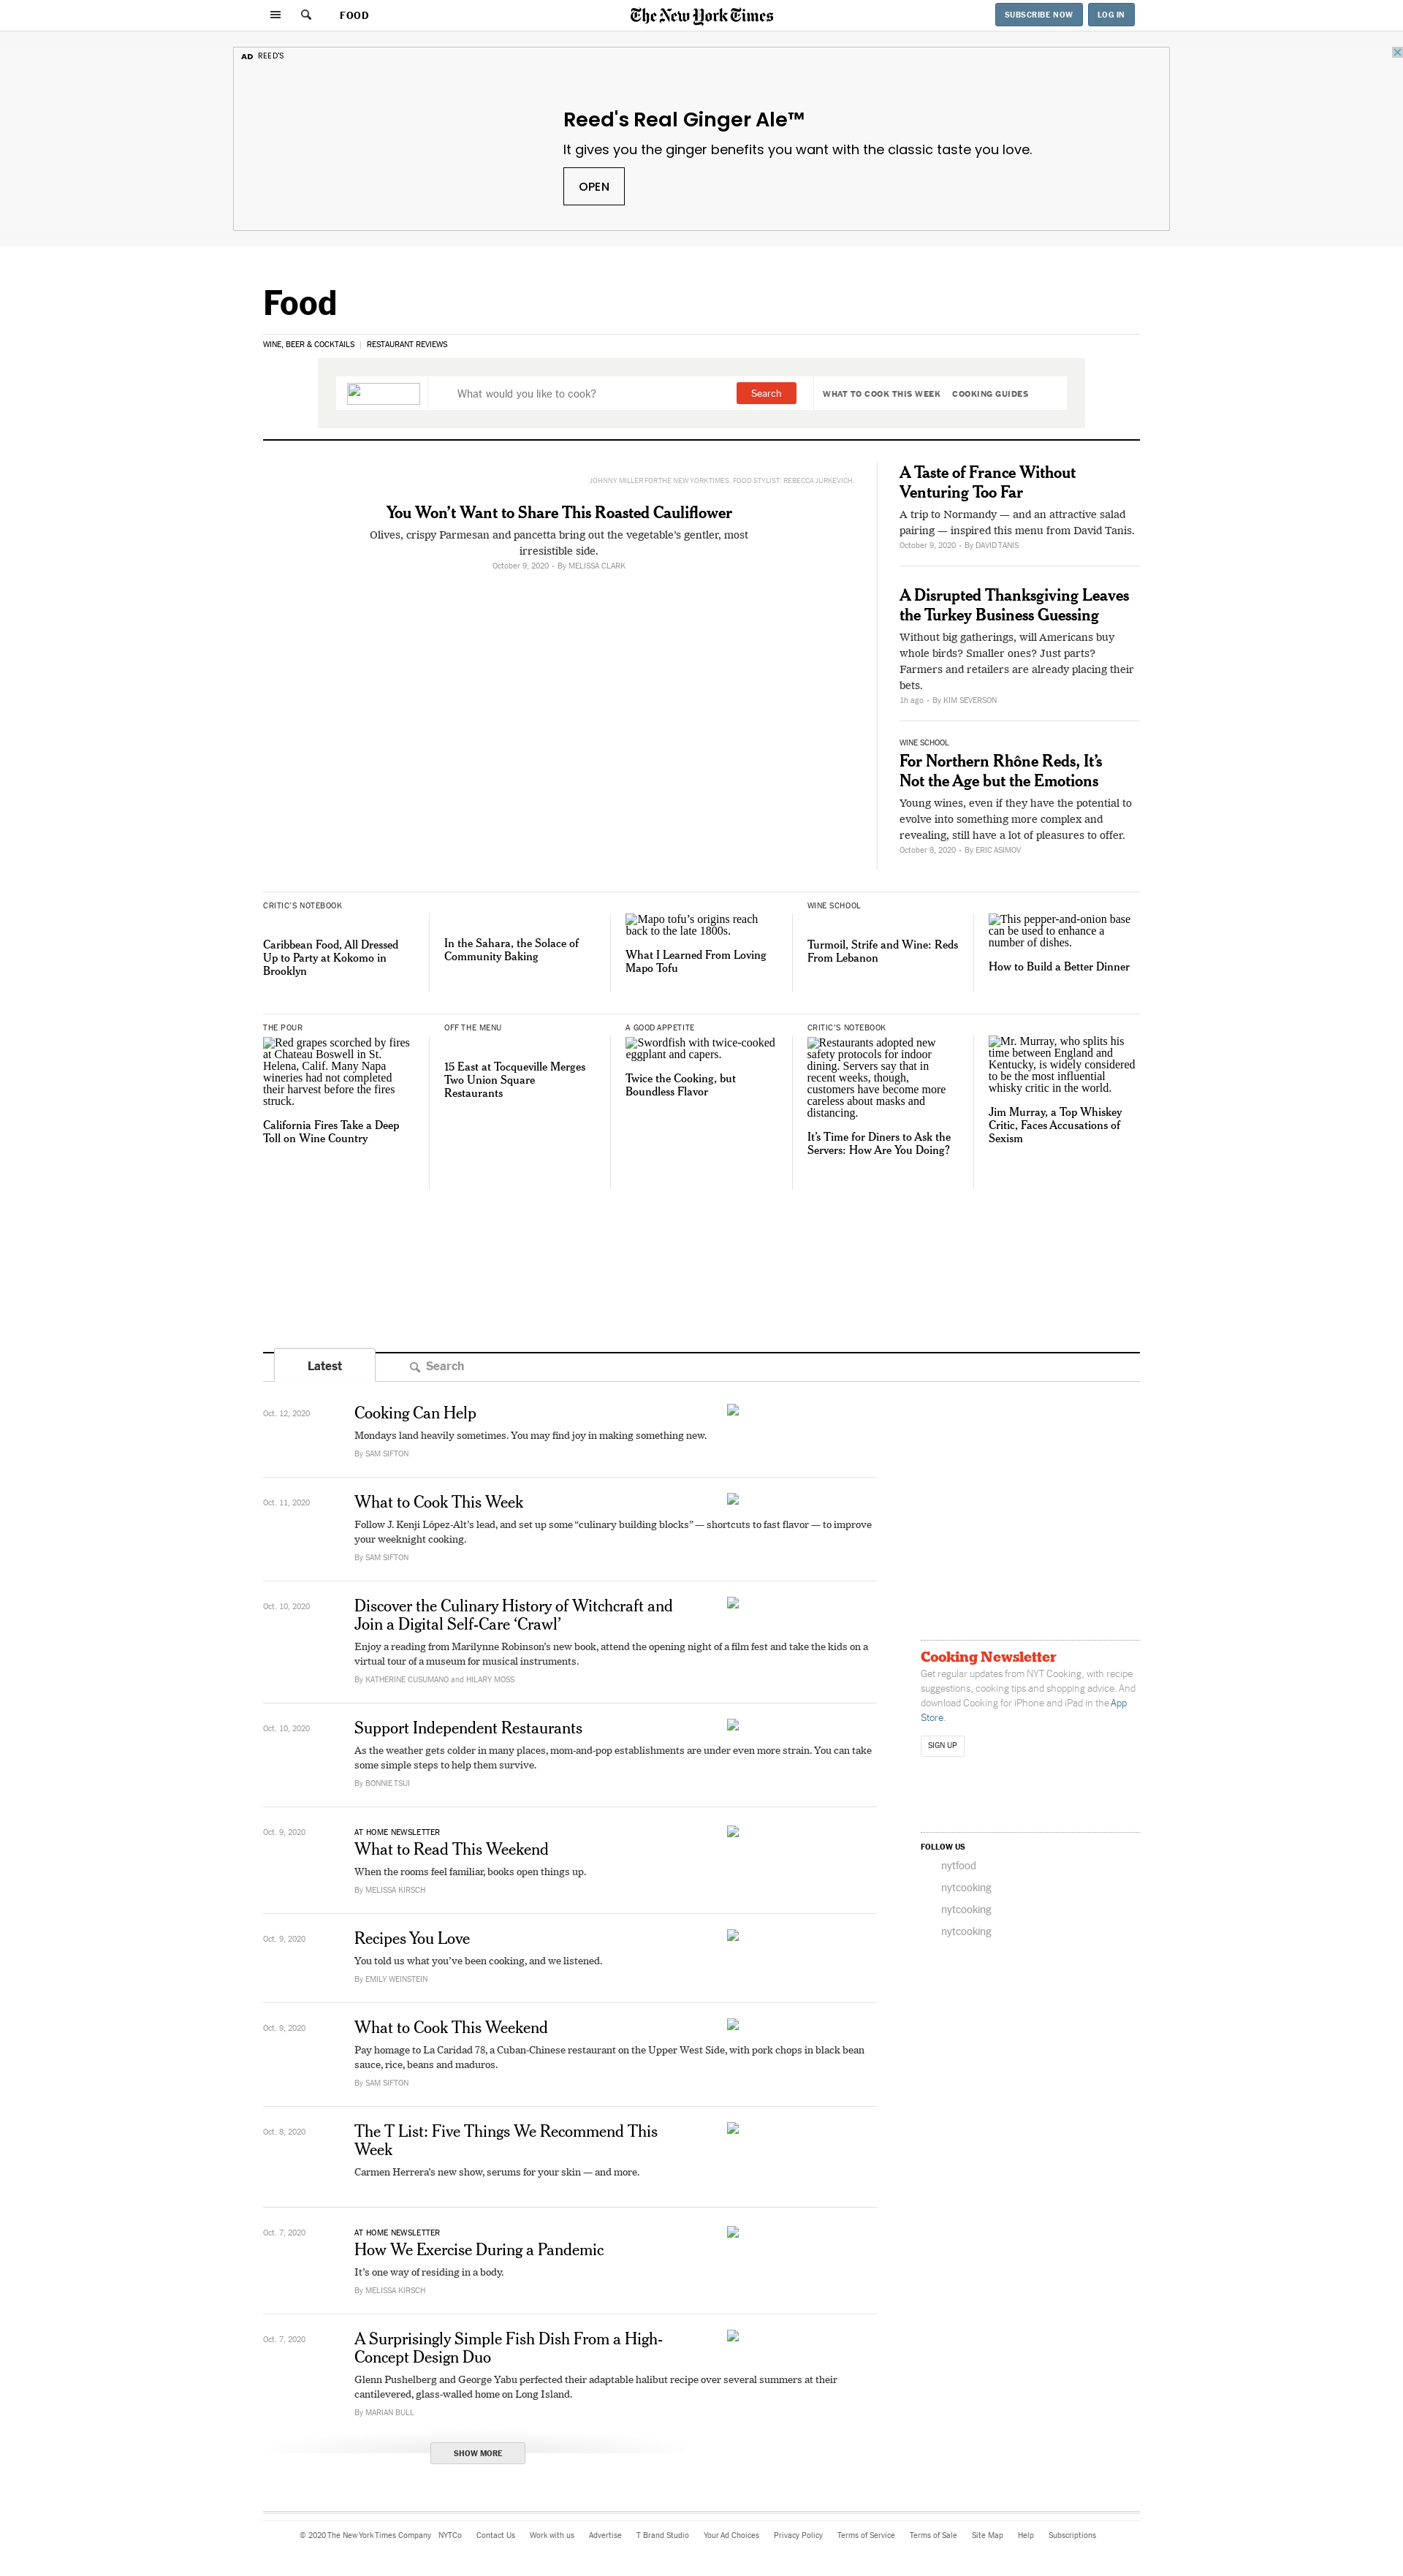 FOOD
The New York Times
SUBSCRIBE NOW
LOG IN
AD REED'S
Reed's Real Ginger Ale™
It gives you the ginger benefits you want with the classic taste you love.
OPEN
Food
WINE, BEER & COCKTAILS | RESTAURANT REVIEWS
What would you like to cook?
Search
WHAT TO COOK THIS WEEK
COOKING GUIDES
JOHNNY MILLER FOR THE NEW YORK TIMES. FOOD STYLIST: REBECCA JURKEVICH.
You Won’t Want to Share This Roasted Cauliflower
Olives, crispy Parmesan and pancetta bring out the vegetable’s gentler, most
irresistible side.
October 9, 2020 • By MELISSA CLARK
A Taste of France Without
Venturing Too Far
A trip to Normandy — and an attractive salad
pairing — inspired this menu from David Tanis.
October 9, 2020 • By DAVID TANIS
A Disrupted Thanksgiving Leaves
the Turkey Business Guessing
Without big gatherings, will Americans buy
whole birds? Smaller ones? Just parts?
Farmers and retailers are already placing their
bets.
1h ago • By KIM SEVERSON
WINE SCHOOL
For Northern Rhône Reds, It’s
Not the Age but the Emotions
Young wines, even if they have the potential to
evolve into something more complex and
revealing, still have a lot of pleasures to offer.
October 8, 2020 • By ERIC ASIMOV
CRITIC’S NOTEBOOK
Caribbean Food, All Dressed
Up to Party at Kokomo in
Brooklyn
In the Sahara, the Solace of
Community Baking
Mapo tofu’s origins reach
back to the late 1800s.
What I Learned From Loving
Mapo Tofu
WINE SCHOOL
Turmoil, Strife and Wine: Reds
From Lebanon
This pepper-and-onion base
can be used to enhance a
number of dishes.
How to Build a Better Dinner
THE POUR
Red grapes scorched by fires
at Chateau Boswell in St.
Helena, Calif. Many Napa
wineries had not completed
their harvest before the fires
struck.
California Fires Take a Deep
Toll on Wine Country
OFF THE MENU
15 East at Tocqueville Merges
Two Union Square
Restaurants
A GOOD APPETITE
Swordfish with twice-cooked
eggplant and capers.
Twice the Cooking, but
Boundless Flavor
CRITIC’S NOTEBOOK
Restaurants adopted new
safety protocols for indoor
dining. Servers say that in
recent weeks, though,
customers have become more
careless about masks and
distancing.
It’s Time for Diners to Ask the
Servers: How Are You Doing?
Mr. Murray, who splits his
time between England and
Kentucky, is widely considered
to be the most influential
whisky critic in the world.
Jim Murray, a Top Whiskey
Critic, Faces Accusations of
Sexism
Latest
Search
Oct. 12, 2020
Cooking Can Help
Mondays land heavily sometimes. You may find joy in making something new.
By SAM SIFTON
Oct. 11, 2020
What to Cook This Week
Follow J. Kenji López-Alt’s lead, and set up some “culinary building blocks” — shortcuts to fast flavor — to improve
your weeknight cooking.
By SAM SIFTON
Oct. 10, 2020
Discover the Culinary History of Witchcraft and
Join a Digital Self-Care ‘Crawl’
Enjoy a reading from Marilynne Robinson’s new book, attend the opening night of a film fest and take the kids on a
virtual tour of a museum for musical instruments.
By KATHERINE CUSUMANO and HILARY MOSS
Oct. 10, 2020
Support Independent Restaurants
As the weather gets colder in many places, mom-and-pop establishments are under even more strain. You can take
some simple steps to help them survive.
By BONNIE TSUI
Oct. 9, 2020
AT HOME NEWSLETTER
What to Read This Weekend
When the rooms feel familiar, books open things up.
By MELISSA KIRSCH
Oct. 9, 2020
Recipes You Love
You told us what you’ve been cooking, and we listened.
By EMILY WEINSTEIN
Oct. 9, 2020
What to Cook This Weekend
Pay homage to La Caridad 78, a Cuban-Chinese restaurant on the Upper West Side, with pork chops in black bean
sauce, rice, beans and maduros.
By SAM SIFTON
Oct. 8, 2020
The T List: Five Things We Recommend This
Week
Carmen Herrera’s new show, serums for your skin — and more.
Oct. 7, 2020
AT HOME NEWSLETTER
How We Exercise During a Pandemic
It’s one way of residing in a body.
By MELISSA KIRSCH
Oct. 7, 2020
A Surprisingly Simple Fish Dish From a High-
Concept Design Duo
Glenn Pushelberg and George Yabu perfected their adaptable halibut recipe over several summers at their
cantilevered, glass-walled home on Long Island.
By MARIAN BULL
SHOW MORE
Cooking Newsletter
Get regular updates from NYT Cooking, with recipe
suggestions, cooking tips and shopping advice. And
download Cooking for iPhone and iPad in the App
Store.
SIGN UP
FOLLOW US
nytfood
nytcooking
nytcooking
nytcooking
© 2020 The New York Times Company NYTCo Contact Us Work with us Advertise T Brand Studio Your Ad Choices Privacy Policy Terms of Service Terms of Sale Site Map Help Subscriptions